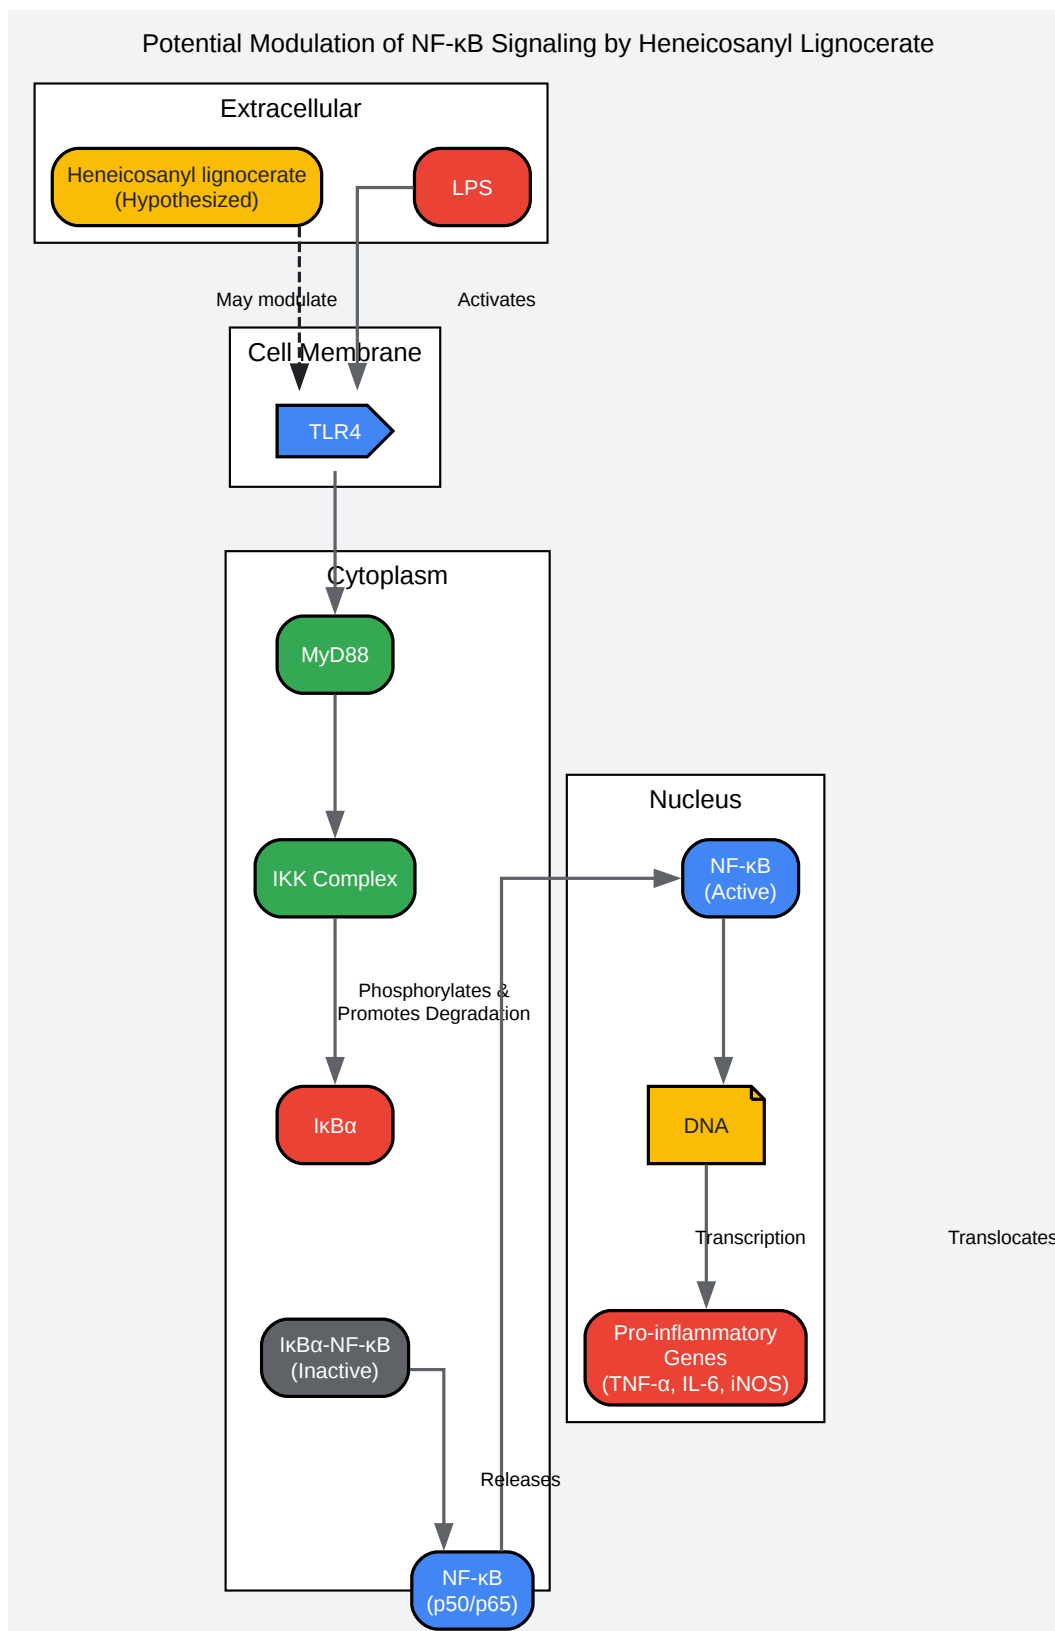 Potential Modulation of NF-κB Signaling by Heneicosanyl Lignocerate
Extracellular
Heneicosanyl lignocerate
(Hypothesized)
LPS
May modulate
Activates
Cell Membrane
TLR4
Cytoplasm
MyD88
Nucleus
IKK Complex
NF-κB
(Active)
Phosphorylates &
Promotes Degradation
IκBα
DNA
Transcription
Translocates
IκBα-NF-κB
(Inactive)
Pro-inflammatory
Genes
(TNF-α, IL-6, iNOS)
Releases
NF-κB
(p50/p65)